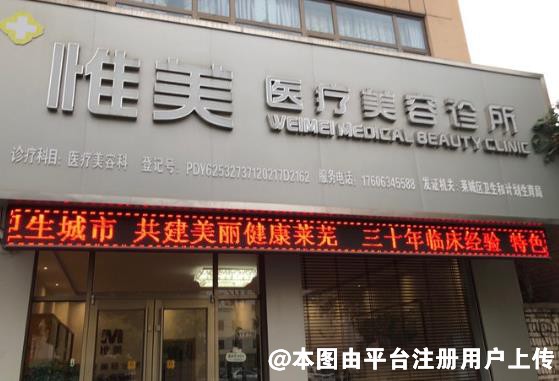 惟美 医疗美容诊所
WEIMEI MEDICAL BEAUTY CLINIC
诊疗科目：医疗美容科 登记号：PDY62532737120217D2162 服务电话：17606345588 发证机关：莱城区卫生和计划生育局
卫生城市 共建美丽健康莱芜 三十年临床经验 特色
惟美
@本图由平台注册用户上传